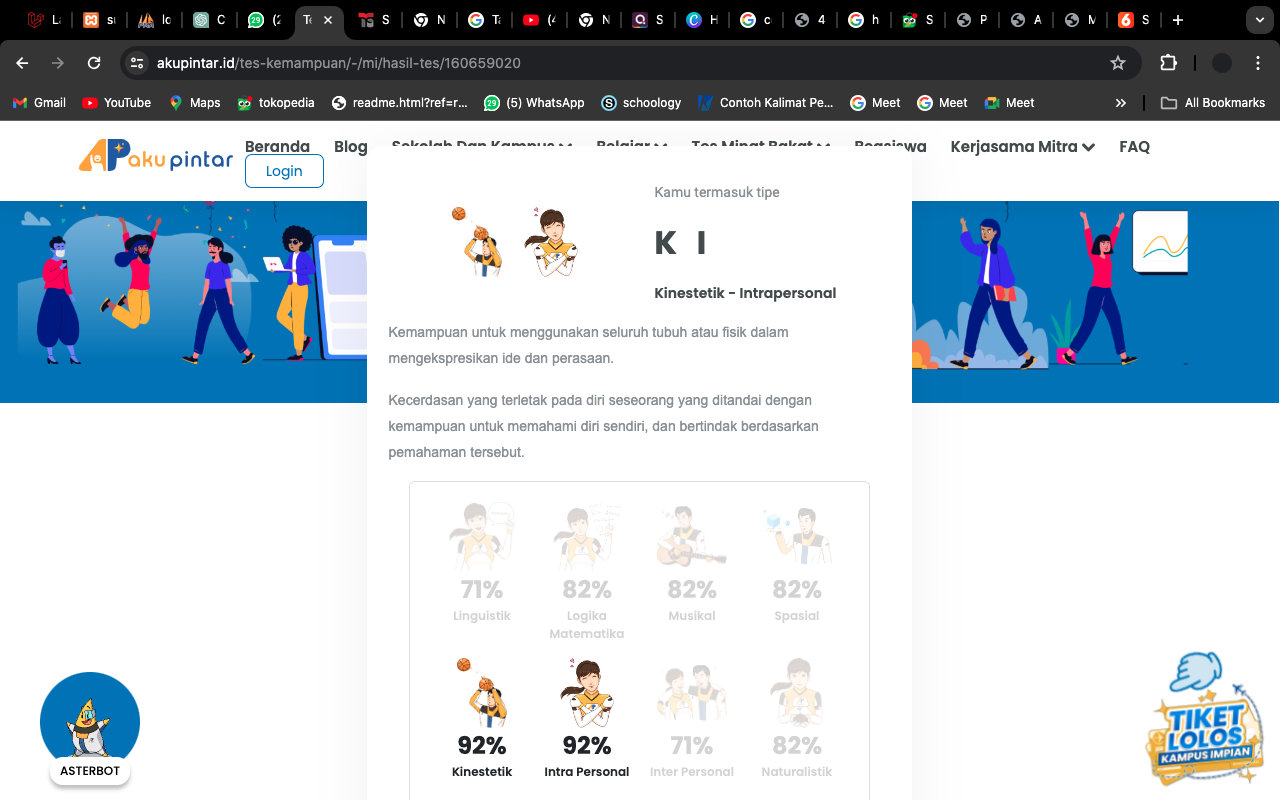 La
st
lo
C
(2
Te
S
N
Ta
(4
N
S
H
c
4
h
S
P
A
M
S
akupintar.id/tes-kemampuan/-/mi/hasil-tes/160659020
Gmail
YouTube
Maps
tokopedia
readme.html?ref=r...
29
(5) WhatsApp
schoology
Contoh Kalimat Pe...
Meet
Meet
Meet
All Bookmarks
AP aku pintar
Beranda
Blog
Sekolah Dan Kampus
Belajar
Tes Minat Bakat
Beasiswa
Kerjasama Mitra
FAQ
Login
Kamu termasuk tipe
K I
Kinestetik - Intrapersonal
Kemampuan untuk menggunakan seluruh tubuh atau fisik dalam
mengekspresikan ide dan perasaan.
Kecerdasan yang terletak pada diri seseorang yang ditandai dengan
kemampuan untuk memahami diri sendiri, dan bertindak berdasarkan
pemahaman tersebut.
71% 82% 82% 82%
Linguistik Logika Musikal Spasial
Matematika
92% 92% 71% 82%
Kinestetik Intra Personal Inter Personal Naturalistik
ASTERBOT
TIKET
LOLOS
KAMPUS IMPIAN